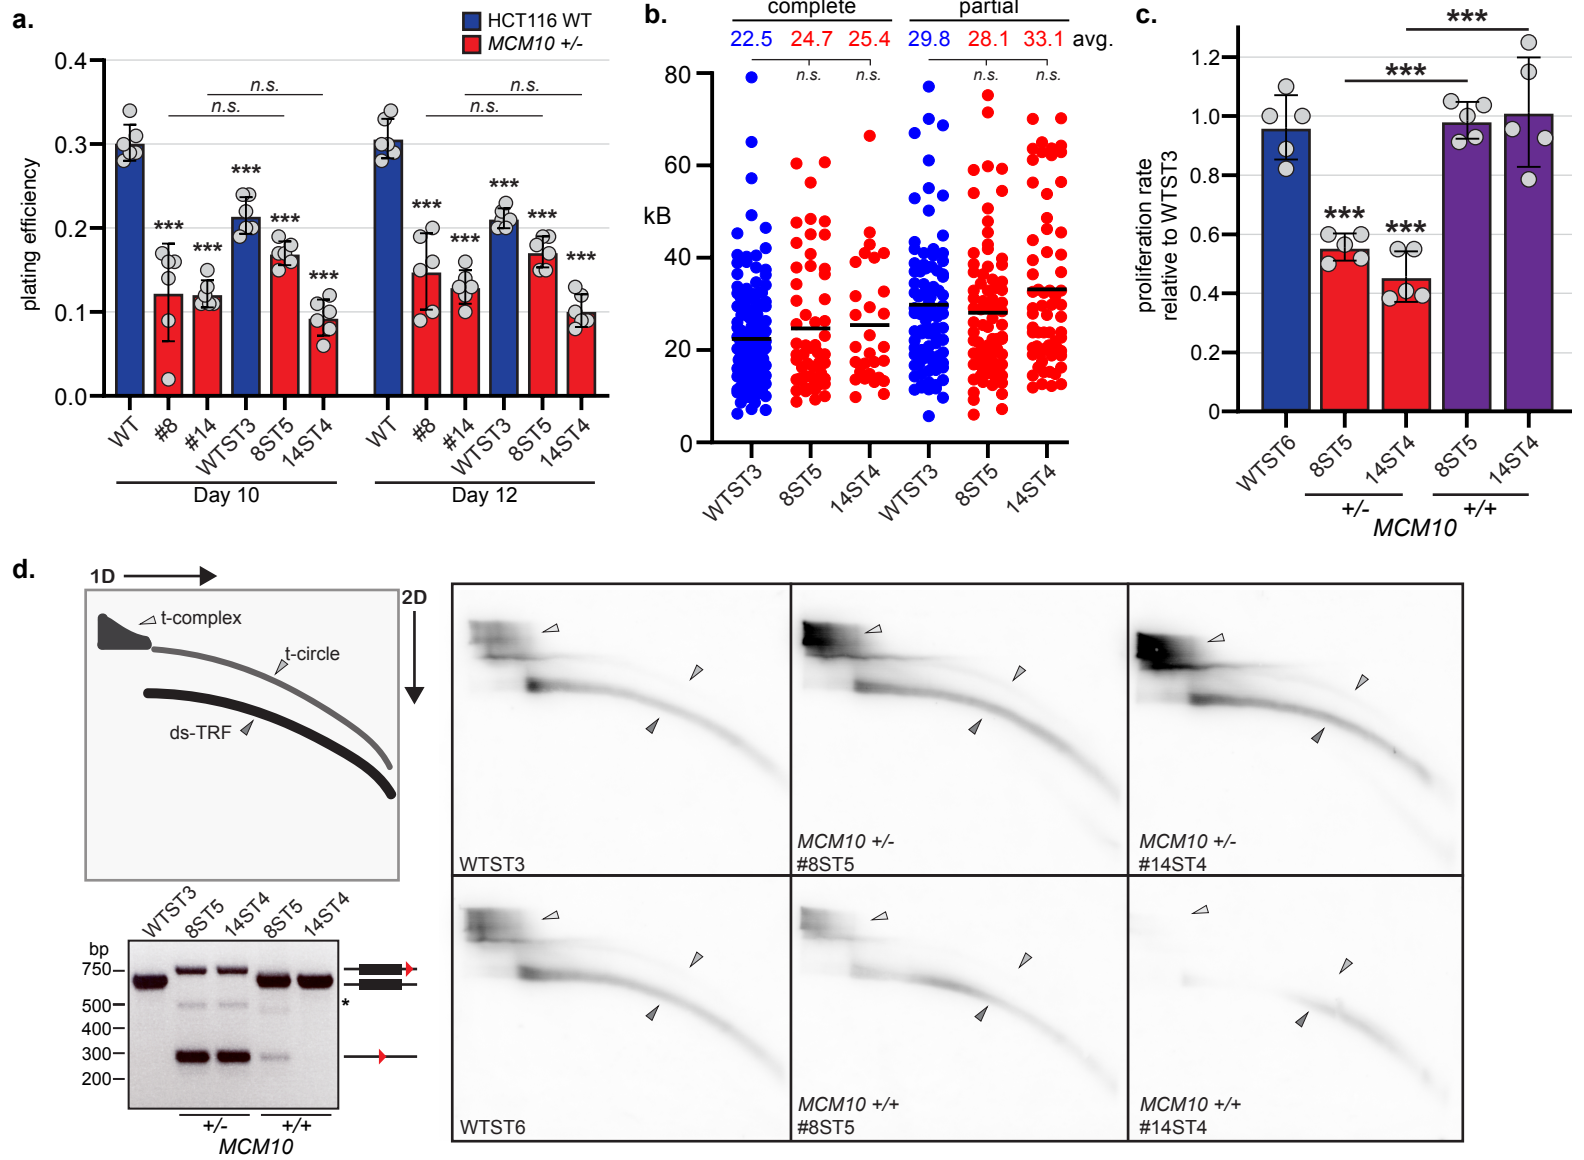 a.
HCT116 WT
MCM10 +/-
plating efficiency
0.4
0.3
0.2
0.1
0.0
n.s.
n.s.
n.s.
n.s.
***
***
***
***
***
***
***
***
***
***
WT
#8
#14
WTST3
8ST5
14ST4
WT
#8
#14
WTST3
8ST5
14ST4
Day 10
Day 12
b.
complete
partial
22.5 24.7 25.4 29.8 28.1 33.1 avg.
n.s.
n.s.
n.s.
n.s.
kB
80
60
40
20
0
WTST3
8ST5
14ST4
WTST3
8ST5
14ST4
c.
proliferation rate
relative to WTST3
1.2
1.0
0.8
0.6
0.4
0.2
0
***
***
***
***
WTST6
8ST5
14ST4
8ST5
14ST4
+/-
+/+
MCM10
d.
1D
2D
t-complex
t-circle
ds-TRF
WTST3
8ST5
14ST4
8ST5
14ST4
bp
750
500
400
300
200
*
+/-
+/+
MCM10
WTST3
MCM10 +/-
#8ST5
MCM10 +/-
#14ST4
WTST6
MCM10 +/+
#8ST5
MCM10 +/+
#14ST4